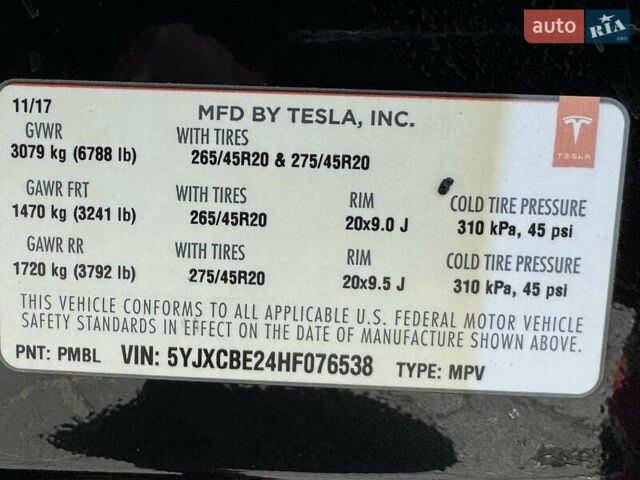 auto RIA.com
11/17
MFD BY TESLA, INC.
TESLA
GVWR WITH TIRES
3079 kg (6788 lb) 265/45R20 & 275/45R20
GAWR FRT WITH TIRES RIM COLD TIRE PRESSURE
1470 kg (3241 lb) 265/45R20 20x9.0 J 310 kPa, 45 psi
GAWR RR WITH TIRES RIM COLD TIRE PRESSURE
1720 kg (3792 lb) 275/45R20 20x9.5 J 310 kPa, 45 psi
THIS VEHICLE CONFORMS TO ALL APPLICABLE U.S. FEDERAL MOTOR VEHICLE
SAFETY STANDARDS IN EFFECT ON THE DATE OF MANUFACTURE SHOWN ABOVE.
PNT: PMBL VIN: 5YJXCBE24HF076538 TYPE: MPV